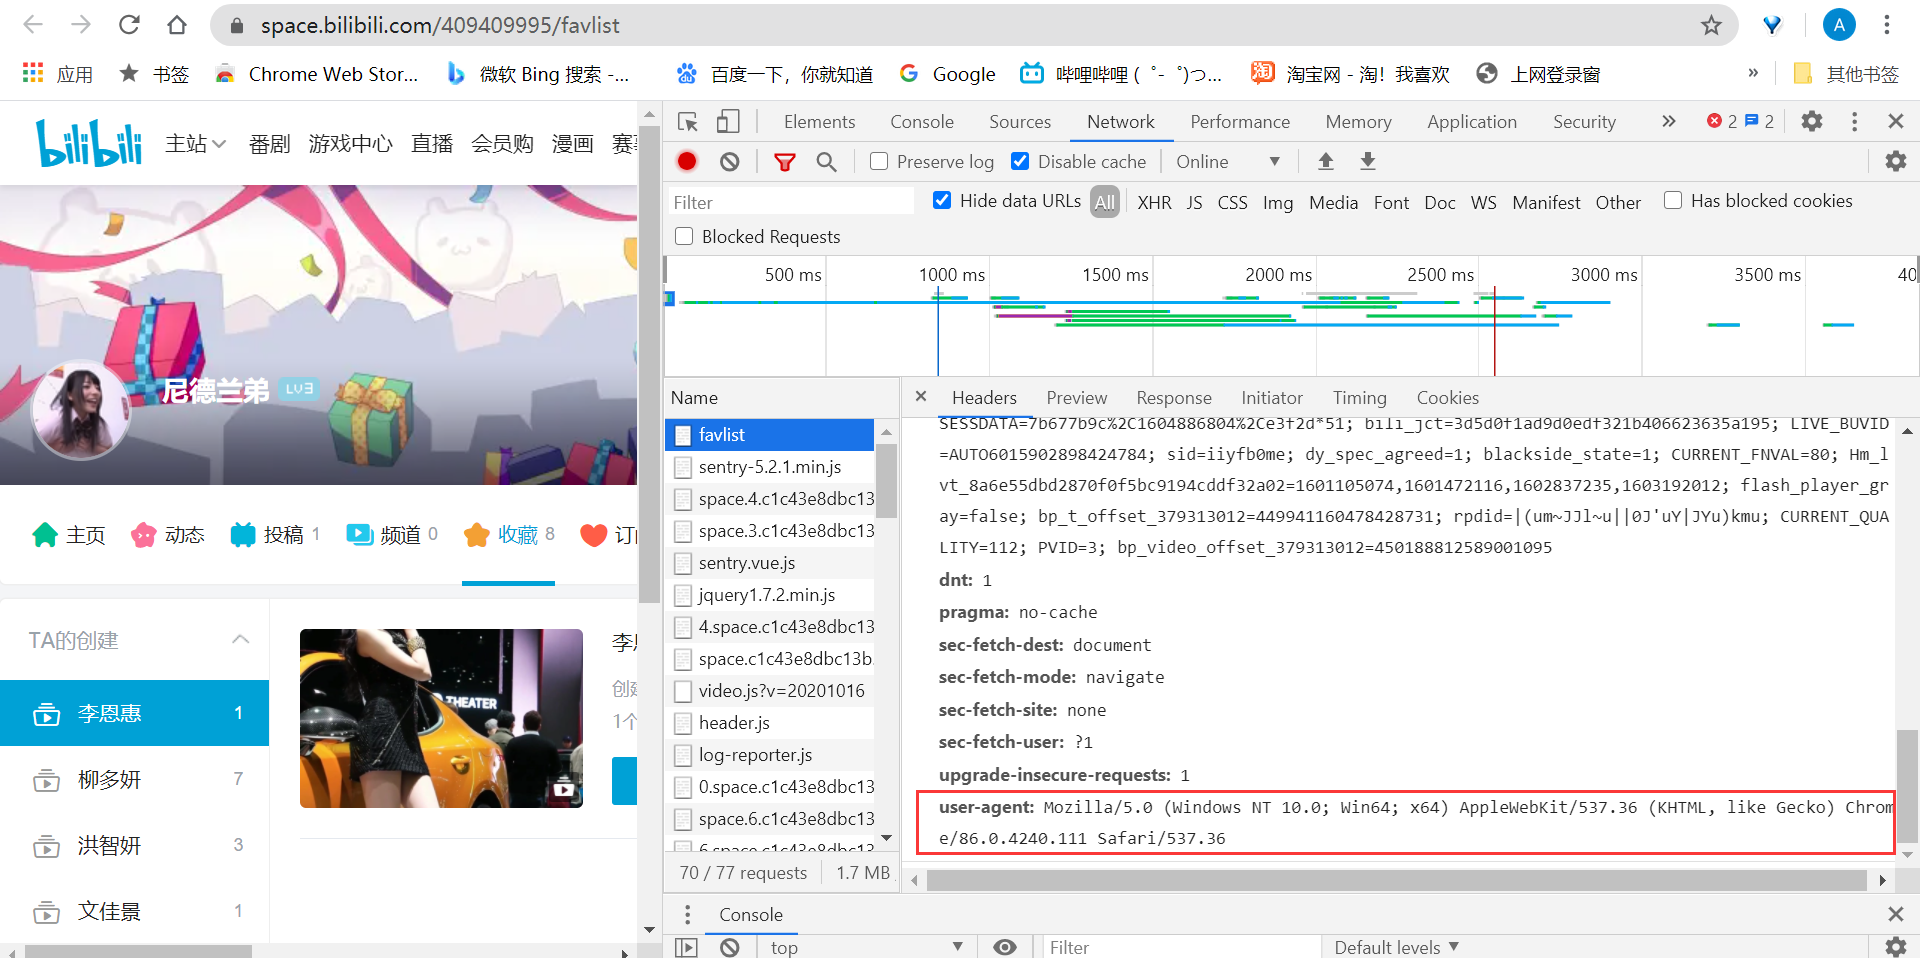 space.bilibili.com/409409995/favlist
A
应用
书签
Chrome Web Stor...
微软 Bing 搜索 -...
百度一下，你就知道
Google
哔哩哔哩 ( ゜- ゜)つ...
淘宝网 - 淘！我喜欢
上网登录窗
»
其他书签
bilibili
主站
番剧
游戏中心
直播
会员购
漫画
尼德兰弟 LV3
主页
动态
投稿 1
频道 0
收藏 8
TA的创建
李恩惠 1
柳多妍 7
洪智妍 3
文佳景 1
THEATER
Elements
Console
Sources
Network
Performance
Memory
Application
Security
»
2
2
Preserve log
Disable cache
Online
Filter
Hide data URLs
All
XHR
JS
CSS
Img
Media
Font
Doc
WS
Manifest
Other
Has blocked cookies
Blocked Requests
500 ms
1000 ms
1500 ms
2000 ms
2500 ms
3000 ms
3500 ms
40
Name
favlist
sentry-5.2.1.min.js
space.4.c1c43e8dbc13
space.3.c1c43e8dbc13
sentry.vue.js
jquery1.7.2.min.js
4.space.c1c43e8dbc13
space.c1c43e8dbc13b.
video.js?v=20201016
header.js
log-reporter.js
0.space.c1c43e8dbc13
space.6.c1c43e8dbc13
6.space.c1c43e8dbc13
70 / 77 requests
1.7 MB
Headers
Preview
Response
Initiator
Timing
Cookies
SESSDATA=7b677b9c%2C1604886804%2Ce3f2d*51; bili_jct=3d5d0f1ad9d0edf321b406623635a195; LIVE_BUVID
=AUTO6015902898424784; sid=iiyfb0me; dy_spec_agreed=1; blackside_state=1; CURRENT_FNVAL=80; Hm_l
vt_8a6e55dbd2870f0f5bc9194cddf32a02=1601105074,1601472116,1602837235,1603192012; flash_player_gr
ay=false; bp_t_offset_379313012=449941160478428731; rpdid=|(um~JJl~u||0J'uY|JYu)kmu; CURRENT_QUA
LITY=112; PVID=3; bp_video_offset_379313012=450188812589001095
dnt: 1
pragma: no-cache
sec-fetch-dest: document
sec-fetch-mode: navigate
sec-fetch-site: none
sec-fetch-user: ?1
upgrade-insecure-requests: 1
user-agent: Mozilla/5.0 (Windows NT 10.0; Win64; x64) AppleWebKit/537.36 (KHTML, like Gecko) Chrom
e/86.0.4240.111 Safari/537.36
Console
top
Filter
Default levels